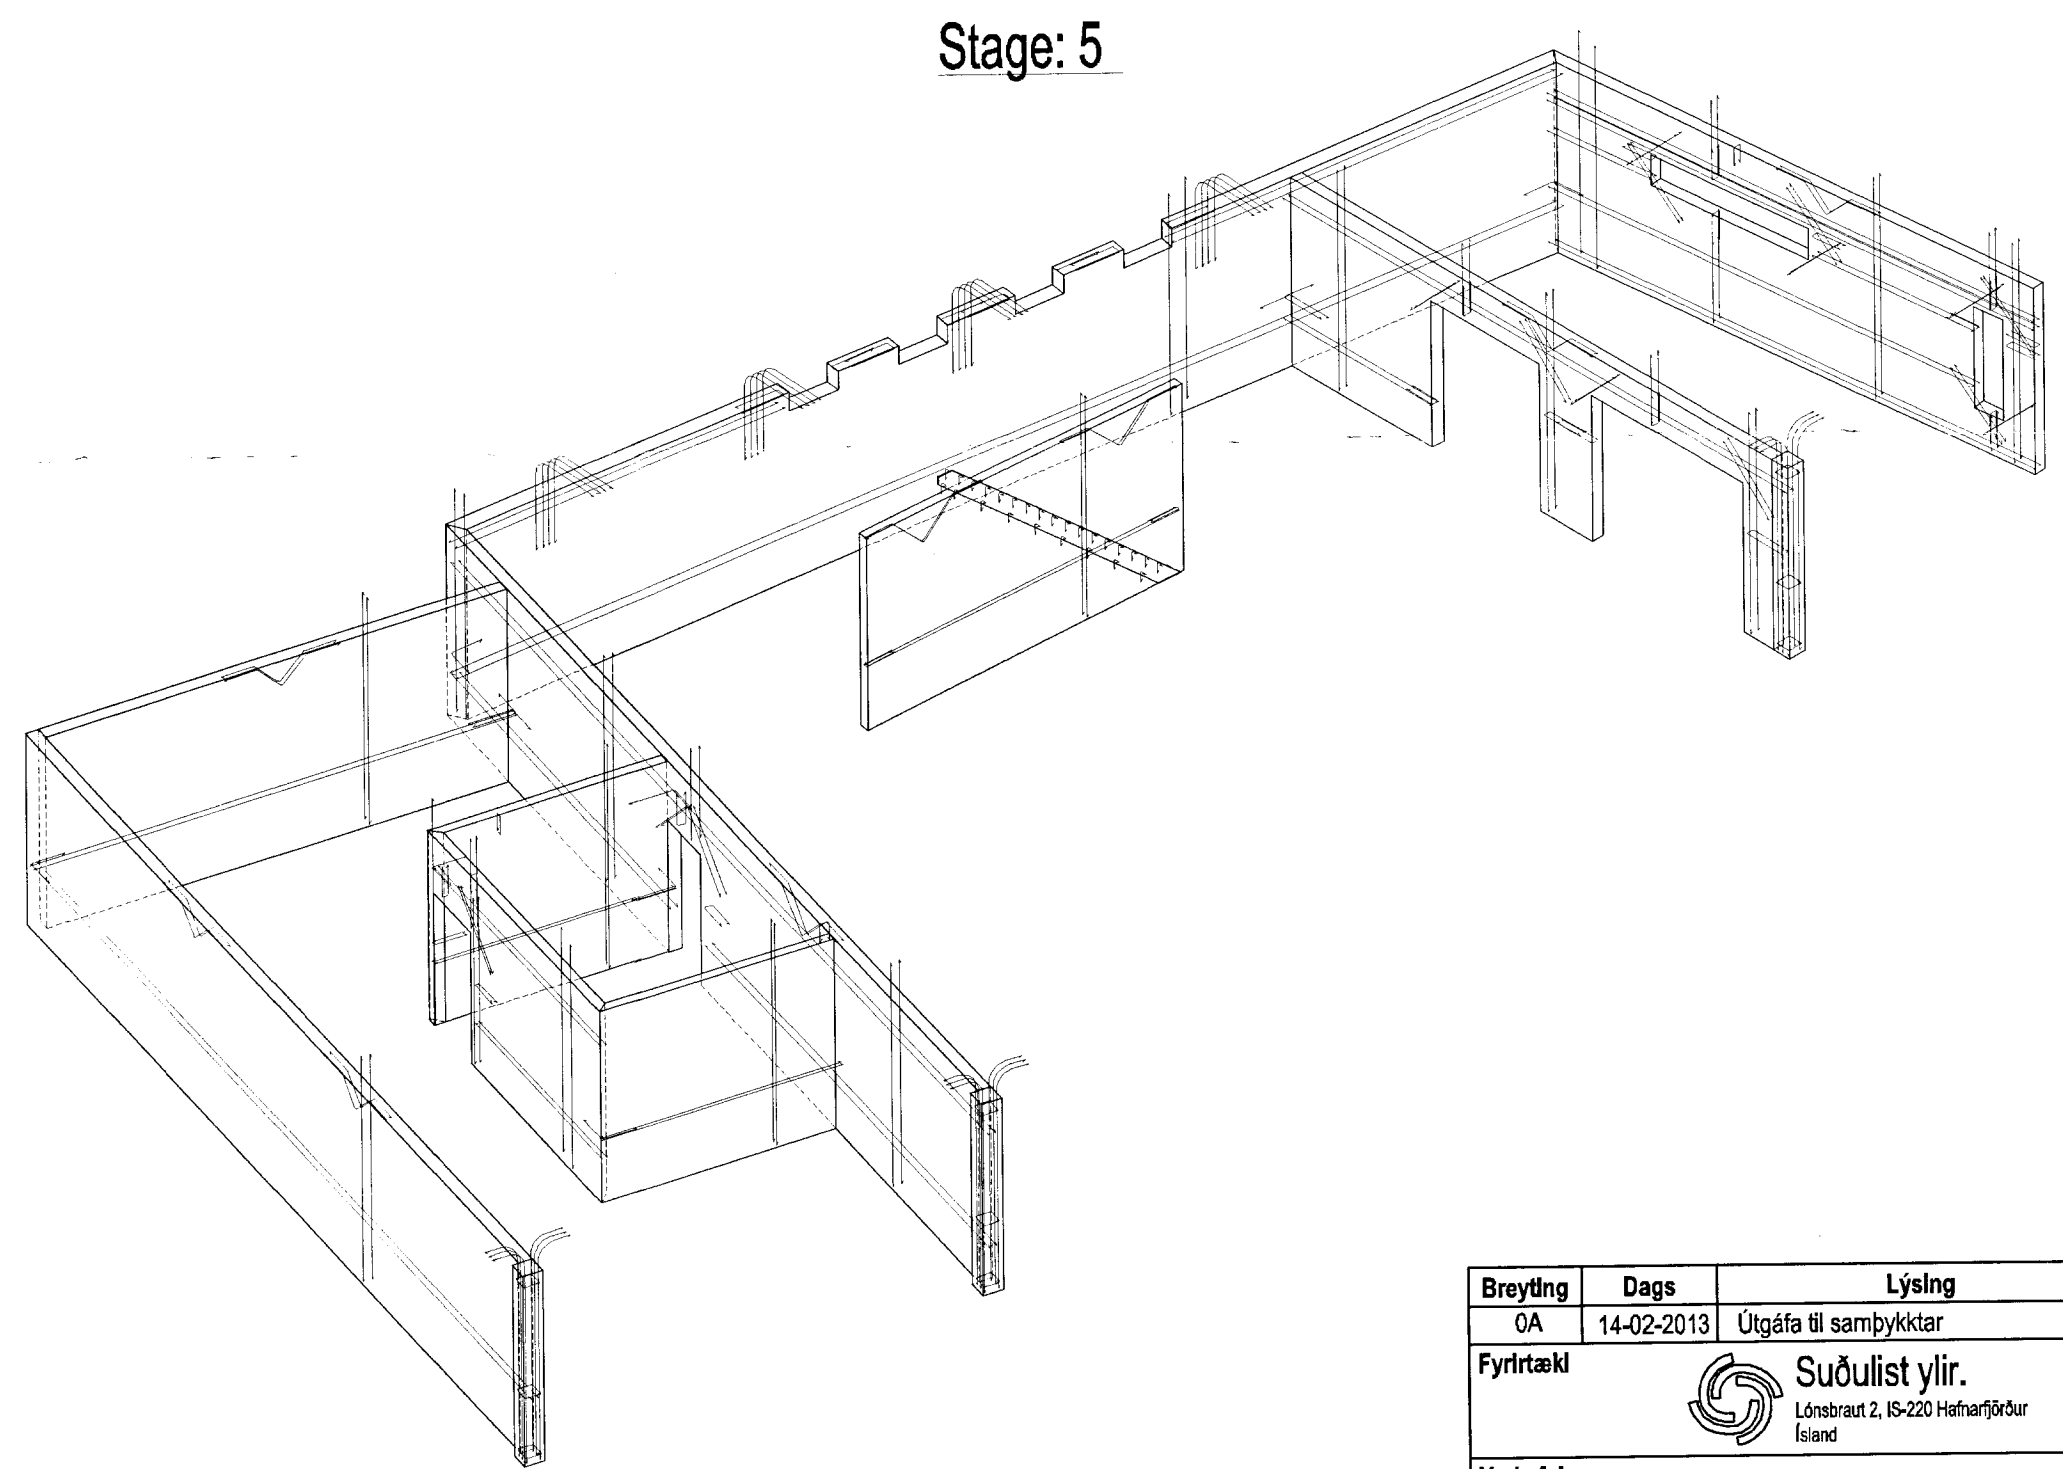 Stage: 5
Breyting Dags Lýsing
0A 14-02-2013 Útgáfa til samþykktar
Fyrirtæki
Suðulist ylir.
Lónsbraut 2, IS-220 Hafnarfjörður
Ísland